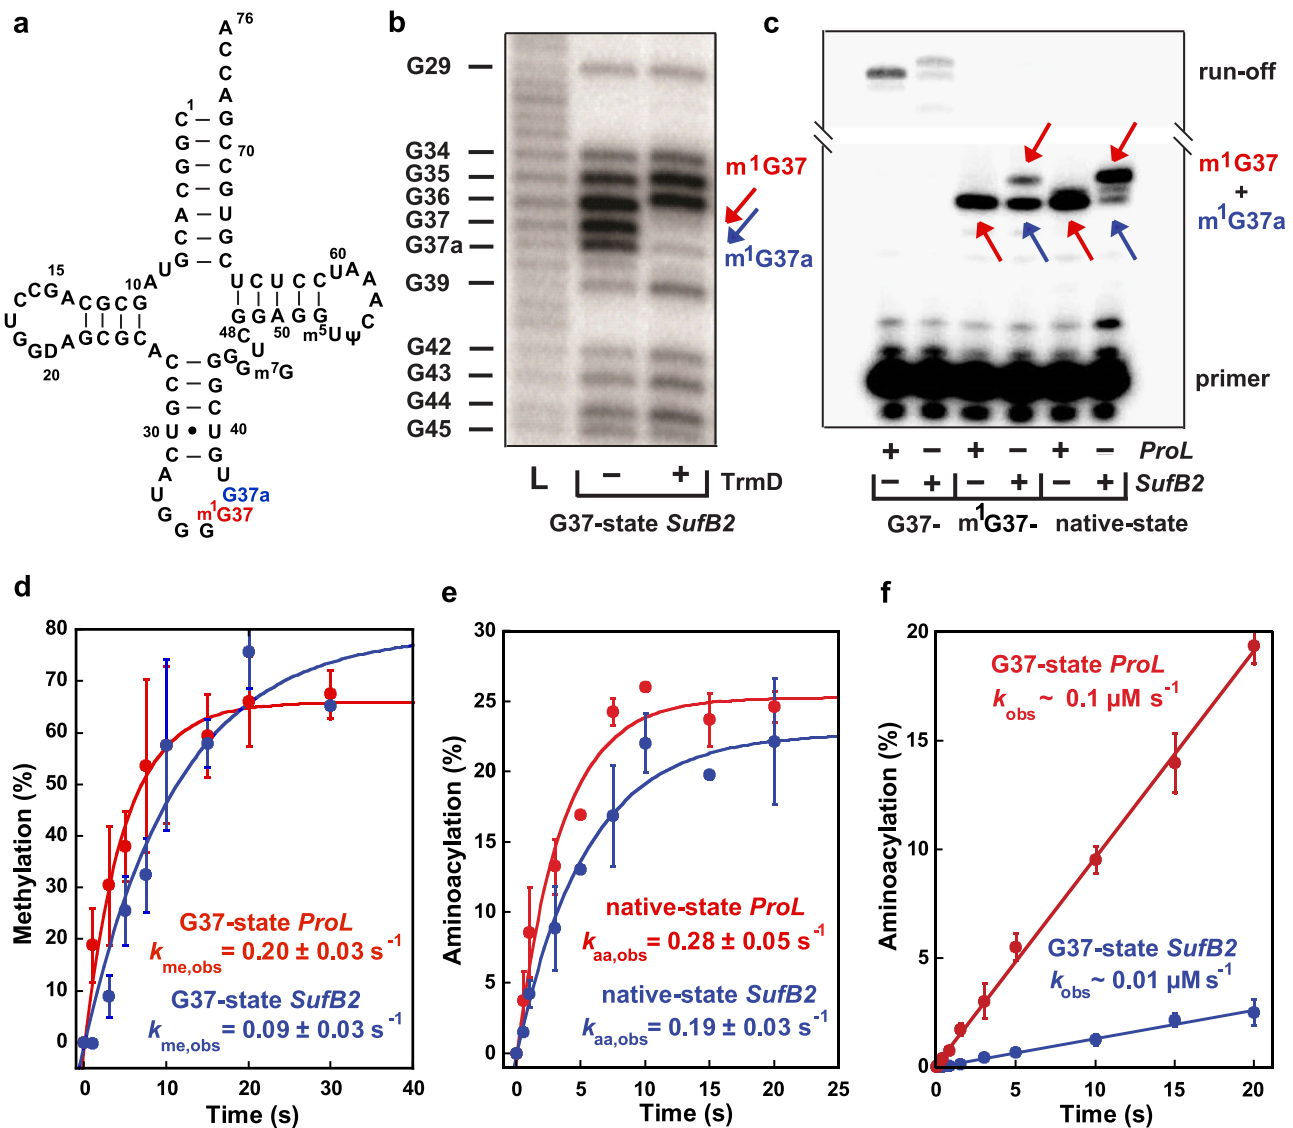 a
76
A
C
C
A
1
C – G
G – C
G – C
70
C – G
A – U
C – G
G – C
U
A
10
15
C C G A C G C G
U
G G D A G C G C
20
A
U C U C C U A A A C
60
G G A G m⁵U Ψ
48
50
C
U
G G G m⁷G
C – G
C – G
G – C
30 U • U 40
C – G
A U
U G37a
G m¹G37
G G
b
G29
G34
G35
G36
G37
G37a
G39
G42
G43
G44
G45
m¹G37
m¹G37a
L – + TrmD
G37-state SufB2
c
run-off
m¹G37
+
m¹G37a
primer
+ – + – + – ProL
– + – + – + SufB2
G37- m¹G37- native-state
d
Methylation (%)
80
70
60
50
40
30
20
10
0
G37-state ProL
k me,obs = 0.20 ± 0.03 s⁻¹
G37-state SufB2
k me,obs = 0.09 ± 0.03 s⁻¹
0 10 20 30 40
Time (s)
e
Aminoacylation (%)
30
25
20
15
10
5
0
native-state ProL
k aa,obs = 0.28 ± 0.05 s⁻¹
native-state SufB2
k aa,obs = 0.19 ± 0.03 s⁻¹
0 5 10 15 20 25
Time (s)
f
Aminoacylation (%)
20
15
10
5
0
G37-state ProL
k obs ~ 0.1 µM s⁻¹
G37-state SufB2
k obs ~ 0.01 µM s⁻¹
0 5 10 15 20
Time (s)